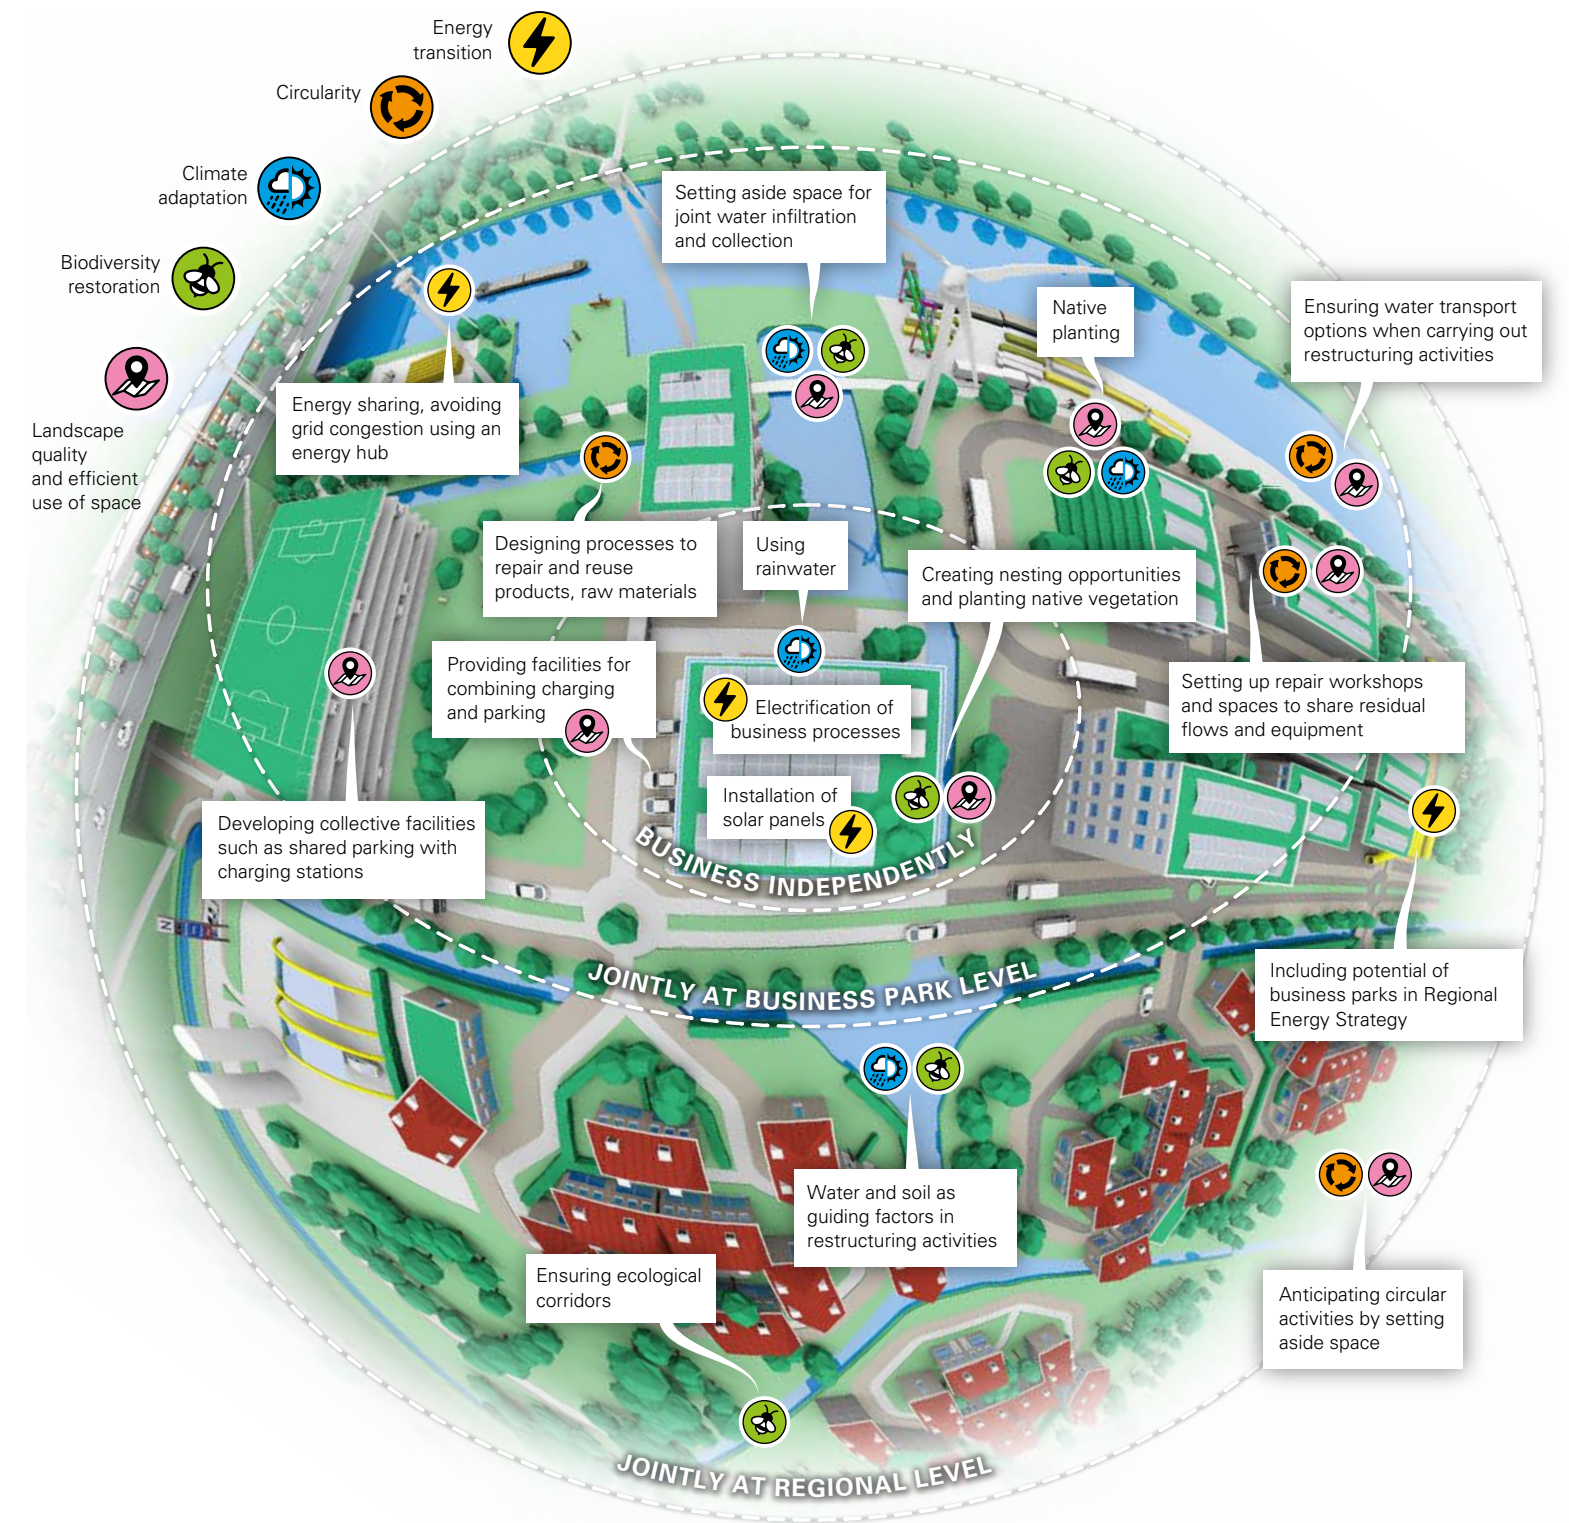 Energy
transition
Circularity
Climate
adaptation
Biodiversity
restoration
Landscape
quality
and efficient
use of space
Setting aside space for
joint water infiltration
and collection
Native
planting
Ensuring water transport
options when carrying out
restructuring activities
Energy sharing, avoiding
grid congestion using an
energy hub
Designing processes to
repair and reuse
products, raw materials
Using
rainwater
Creating nesting opportunities
and planting native vegetation
Providing facilities for
combining charging
and parking
Electrification of
business processes
Setting up repair workshops
and spaces to share residual
flows and equipment
Installation of
solar panels
Developing collective facilities
such as shared parking with
charging stations
BUSINESS INDEPENDENTLY
N
JOINTLY AT BUSINESS PARK LEVEL
Including potential of
business parks in Regional
Energy Strategy
Water and soil as
guiding factors in
restructuring activities
Ensuring ecological
corridors
Anticipating circular
activities by setting
aside space
JOINTLY AT REGIONAL LEVEL